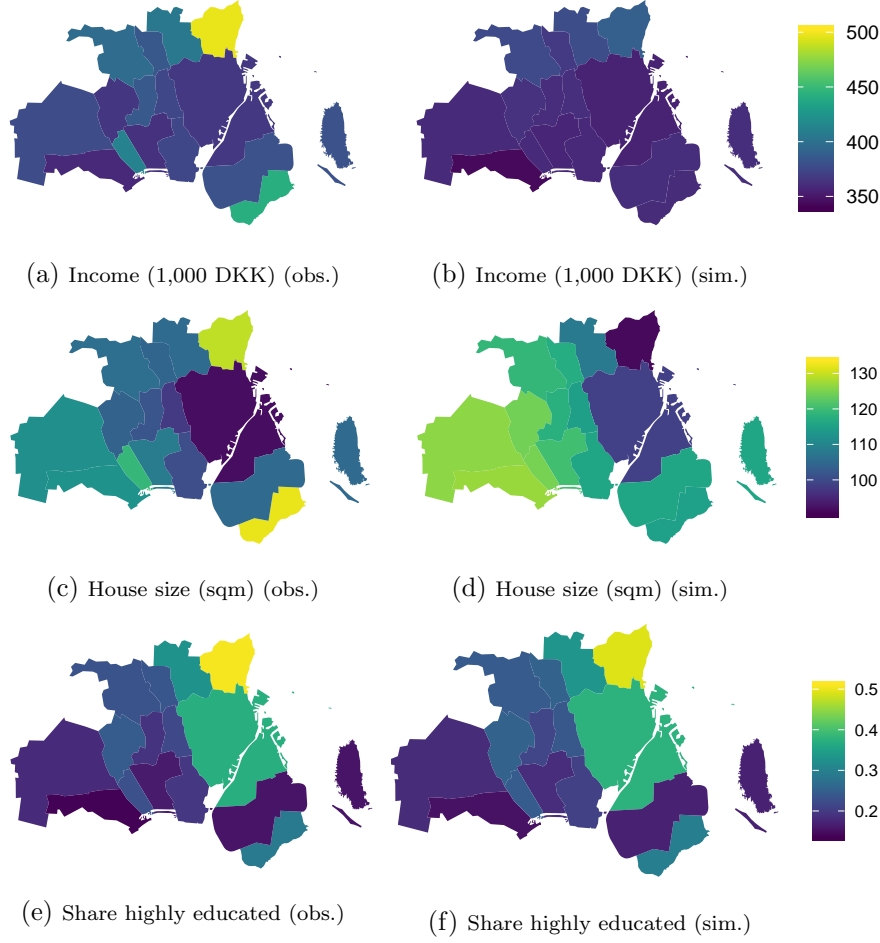 500
450
400
350
(a) Income (1,000 DKK) (obs.)
(b) Income (1,000 DKK) (sim.)
130
120
110
100
(c) House size (sqm) (obs.)
(d) House size (sqm) (sim.)
0.5
0.4
0.3
0.2
(e) Share highly educated (obs.)
(f) Share highly educated (sim.)